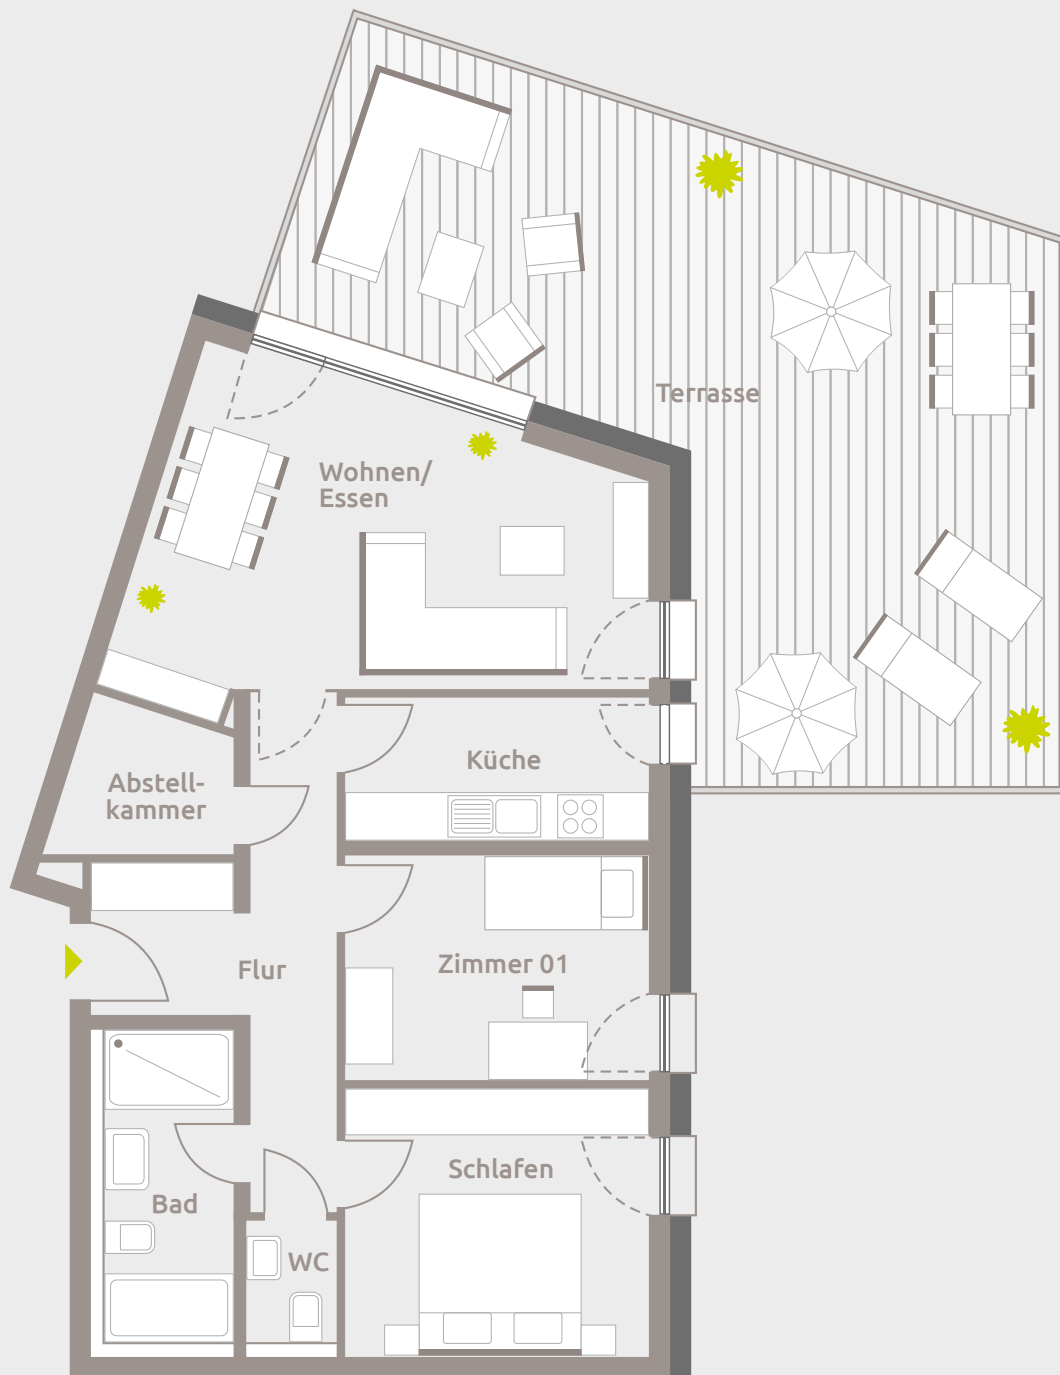 Terrasse
Wohnen/
Essen
Küche
Abstell-
kammer
Zimmer 01
Flur
Schlafen
Bad
WC